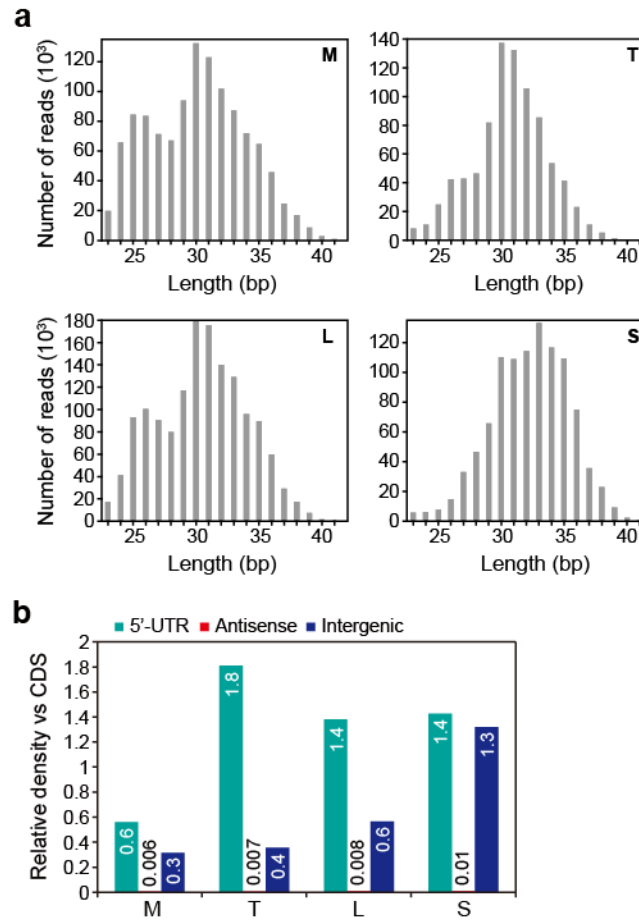 a
M
Number of reads (10³)
120
100
80
60
40
20
0
25 30 35 40
Length (bp)
T
140
120
100
80
60
40
20
0
25 30 35 40
Length (bp)
L
Number of reads (10³)
180
160
140
120
100
80
60
40
20
0
25 30 35 40
Length (bp)
S
120
100
80
60
40
20
0
25 30 35 40
Length (bp)
b
5'-UTR Antisense Intergenic
Relative density vs CDS
2
1.8
1.6
1.4
1.2
1
0.8
0.6
0.4
0.2
0
0.6 0.006 0.3
1.8 0.007 0.4
1.4 0.008 0.6
1.4 0.01 1.3
M T L S